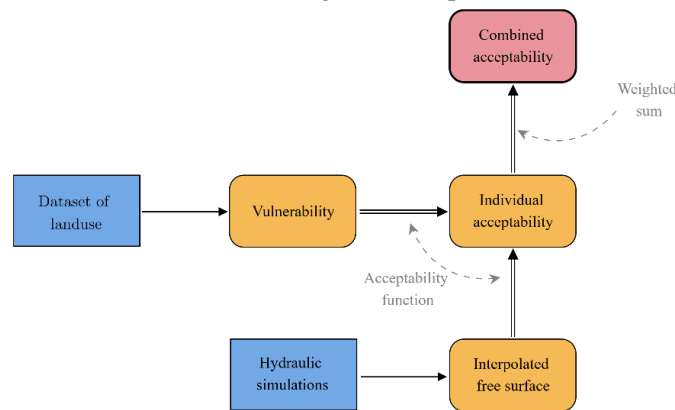 Combined
acceptability
Weighted
sum
Dataset of
landuse
Vulnerability
Individual
acceptability
Acceptability
function
Hydraulic
simulations
Interpolated
free surface